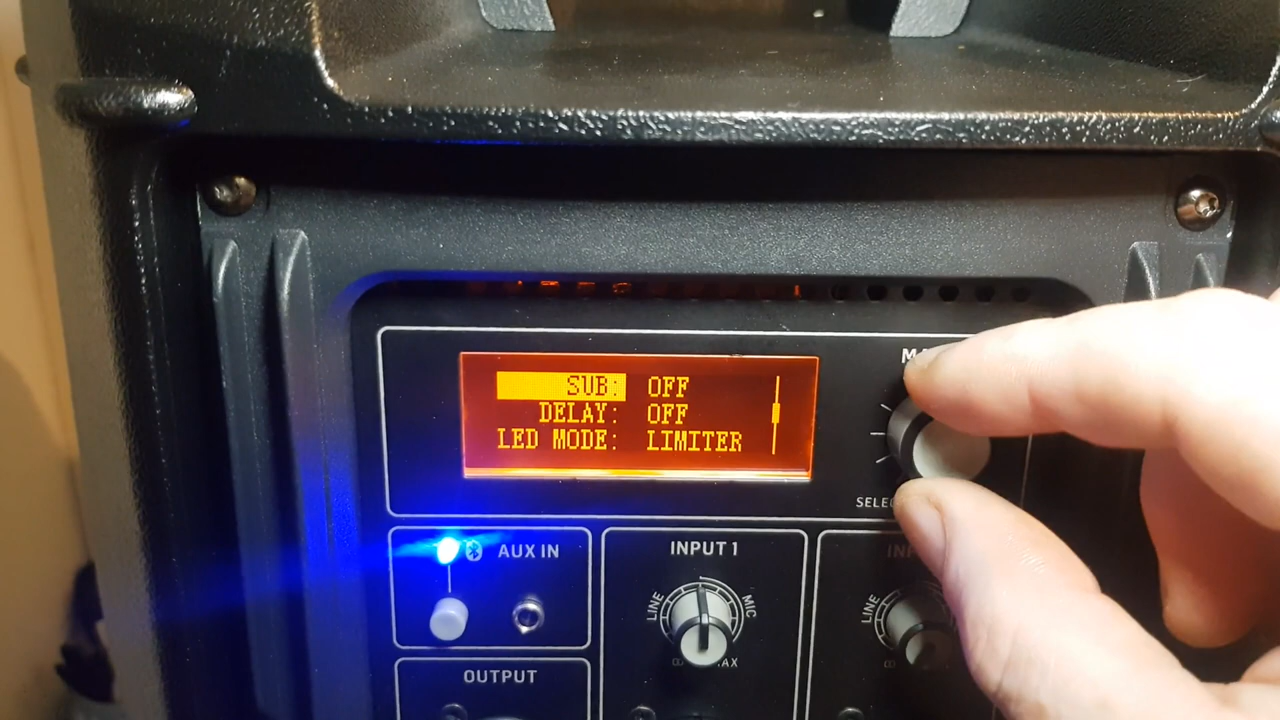 SUB: OFF
DELAY: OFF
LED MODE: LIMITER
AUX IN
INPUT 1
LINE
MIC
LINE
OUTPUT